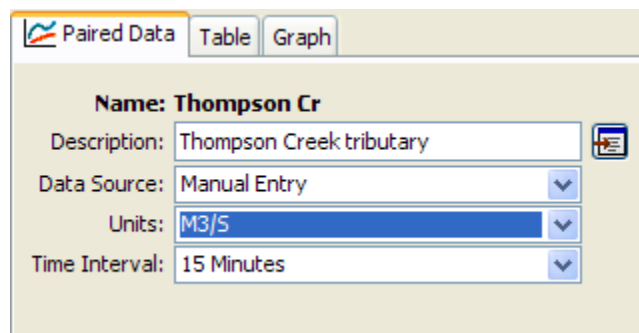 Paired Data Table Graph
Name: Thompson Cr
Description: Thompson Creek tributary
Data Source: Manual Entry
Units: M3/S
Time Interval: 15 Minutes